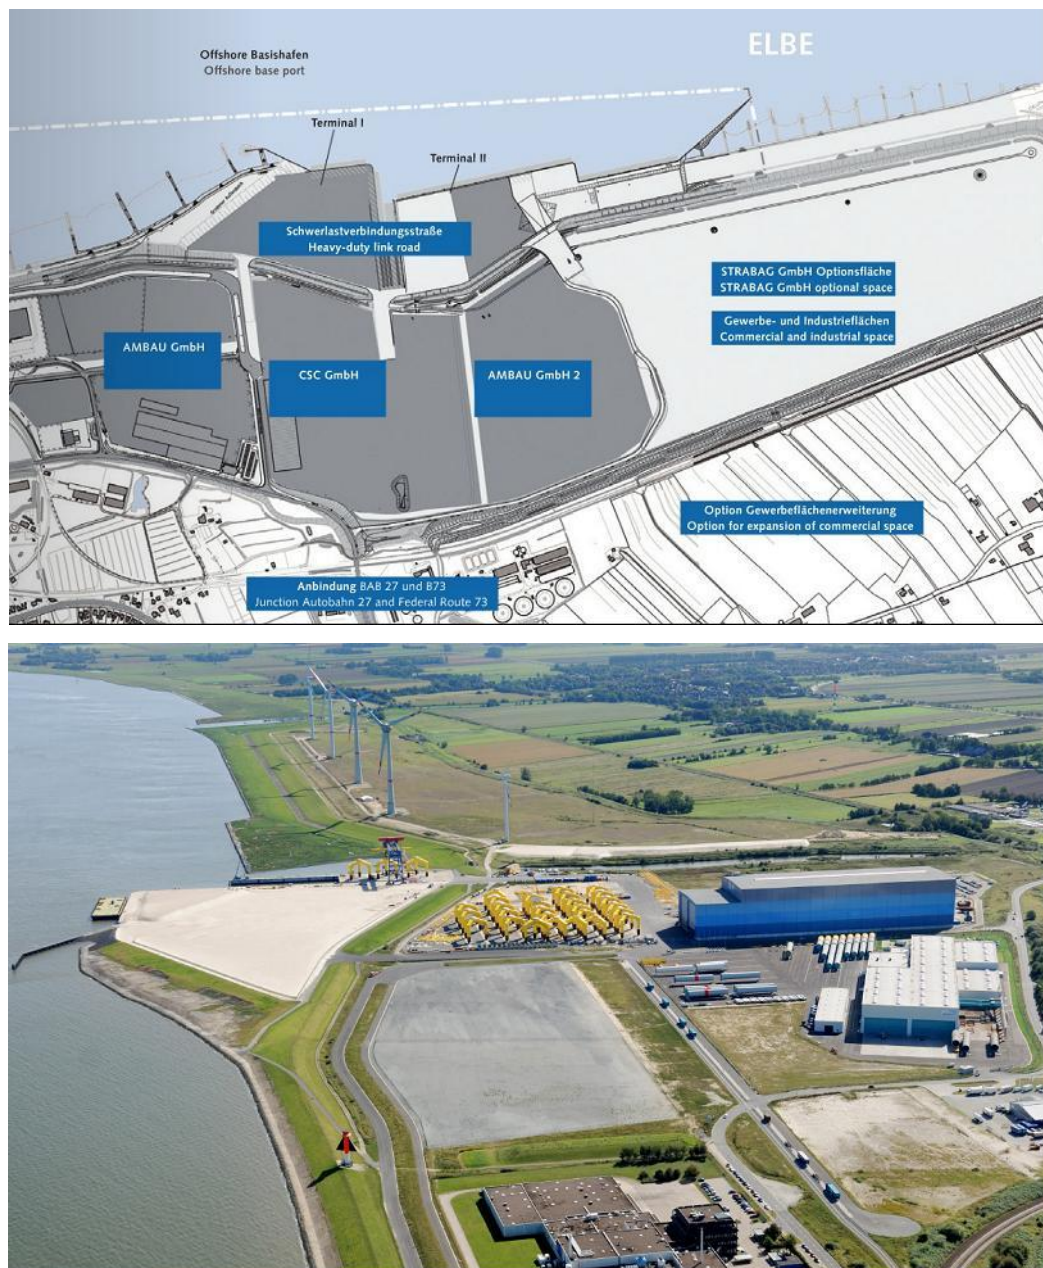 ELBE
Offshore Basishafen
Offshore base port
Terminal I
Terminal II
Schwerlastverbindungsstraße
Heavy-duty link road
STRABAG GmbH Optionsfläche
STRABAG GmbH optional space
Gewerbe- und Industrieflächen
Commercial and industrial space
AMBAU GmbH
CSC GmbH
AMBAU GmbH 2
Option Gewerbeflächenerweiterung
Option for expansion of commercial space
Anbindung BAB 27 und B73
Junction Autobahn 27 and Federal Route 73